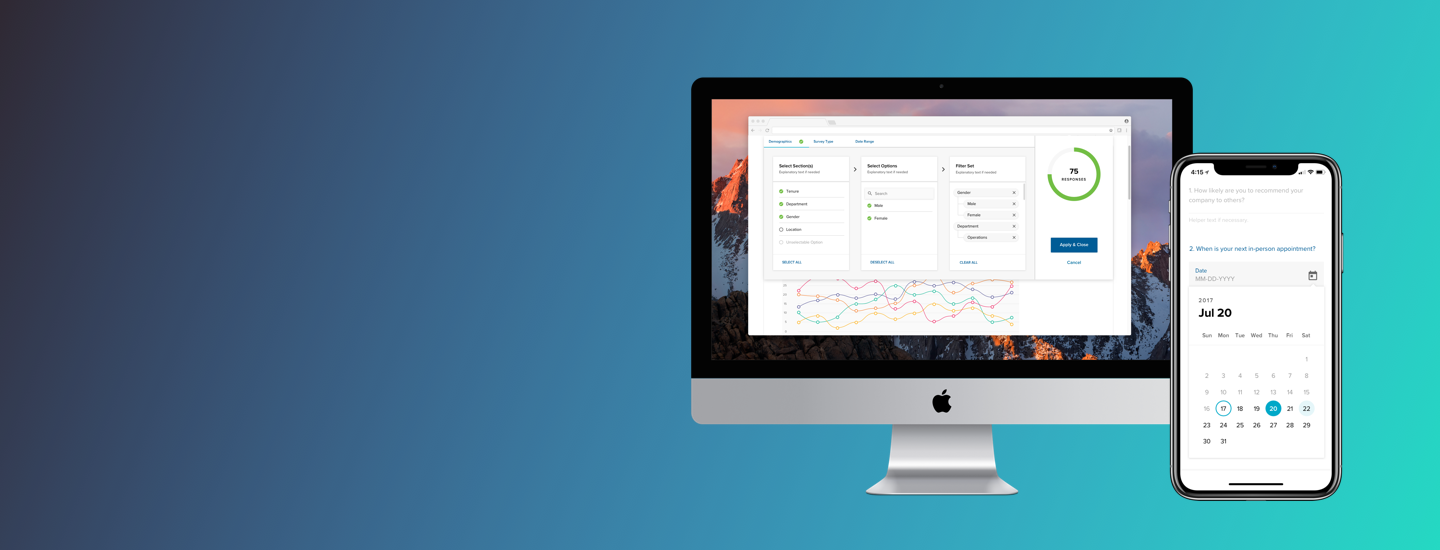 Demographics
Survey Type
Date Range
Select Section(s)
Explanatory text if needed
Tenure
Department
Gender
Location
Unselectable Option
SELECT ALL
Select Options
Explanatory text if needed
Search
Male
Female
DESELECT ALL
Filter Set
Explanatory text if needed
Gender
Male
Female
Department
Operations
CLEAR ALL
75
RESPONSES
Apply & Close
Cancel
25
20
15
10
5
0
4:15
1. How likely are you to recommend your
company to others?
Helper text if necessary
2. When is your next in-person appointment?
Date
MM-DD-YYYY
2017
Jul 20
Sun Mon Tue Wed Thu Fri Sat
1
2 3 4 5 6 7 8
9 10 11 12 13 14 15
16 17 18 19 20 21 22
23 24 25 26 27 28 29
30 31